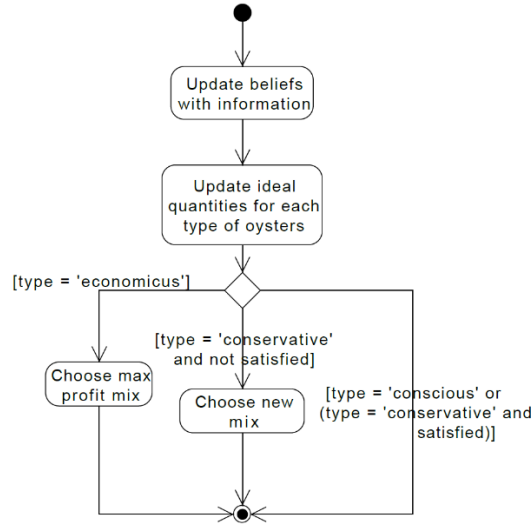 Update beliefs
with information
Update ideal
quantities for each
type of oysters
[type = 'economicus']
[type = 'conservative'
and not satisfied]
Choose max
profit mix
Choose new
mix
[type = 'conscious' or
(type = 'conservative' and
satisfied)]